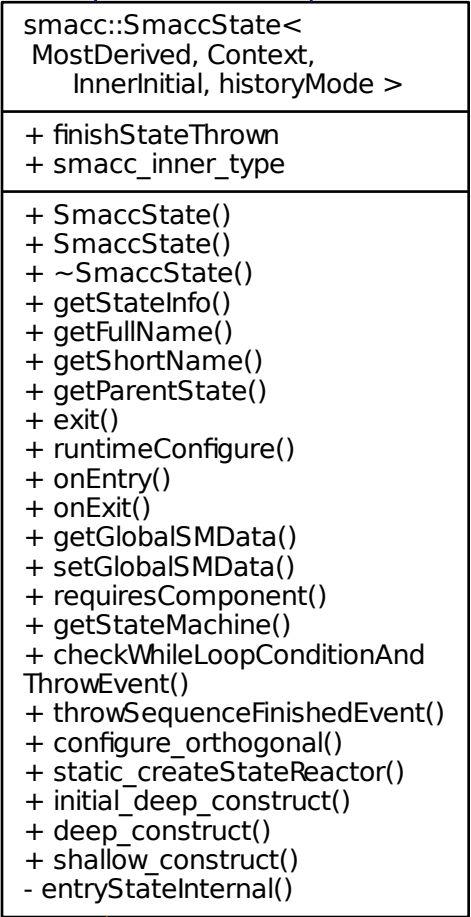 smacc::SmaccState<
MostDerived, Context,
InnerInitial, historyMode >
+ finishStateThrown
+ smacc_inner_type
+ SmaccState()
+ SmaccState()
+ ~SmaccState()
+ getStateInfo()
+ getFullName()
+ getShortName()
+ getParentState()
+ exit()
+ runtimeConfigure()
+ onEntry()
+ onExit()
+ getGlobalSMData()
+ setGlobalSMData()
+ requiresComponent()
+ getStateMachine()
+ checkWhileLoopConditionAnd
ThrowEvent()
+ throwSequenceFinishedEvent()
+ configure_orthogonal()
+ static_createStateReactor()
+ initial_deep_construct()
+ deep_construct()
+ shallow_construct()
- entryStateInternal()